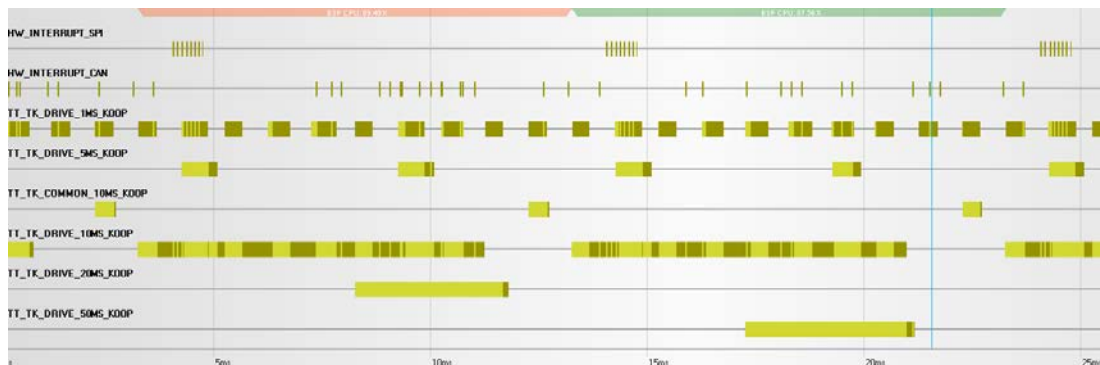 HW_INTERRUPT_SPI
HW_INTERRUPT_CAN
TT_TK_DRIVE_1MS_KOOP
TT_TK_DRIVE_5MS_KOOP
TT_TK_COMMON_10MS_KOOP
TT_TK_DRIVE_10MS_KOOP
TT_TK_DRIVE_20MS_KOOP
TT_TK_DRIVE_50MS_KOOP
5ms 10ms 15ms 20ms 25ms